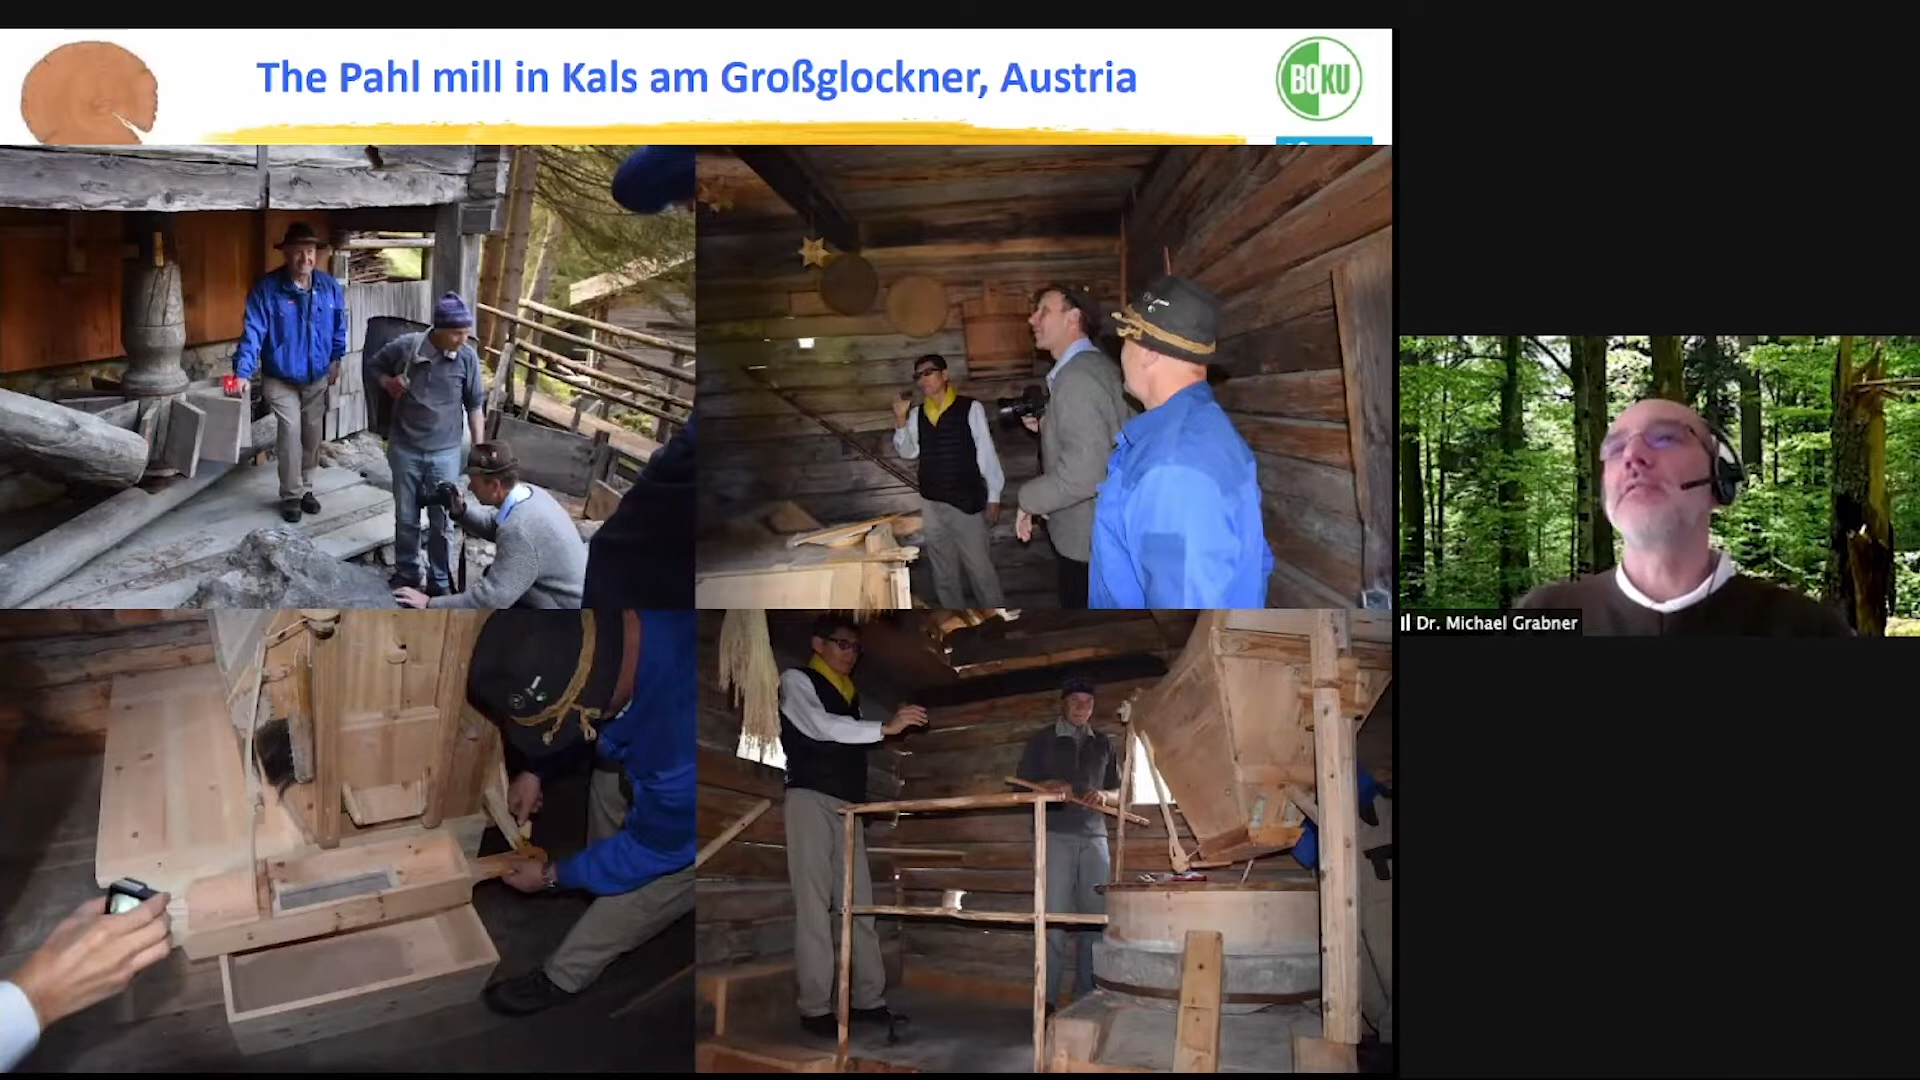 The Pahl mill in Kals am Großglockner, Austria
BOKU
Dr. Michael Grabner